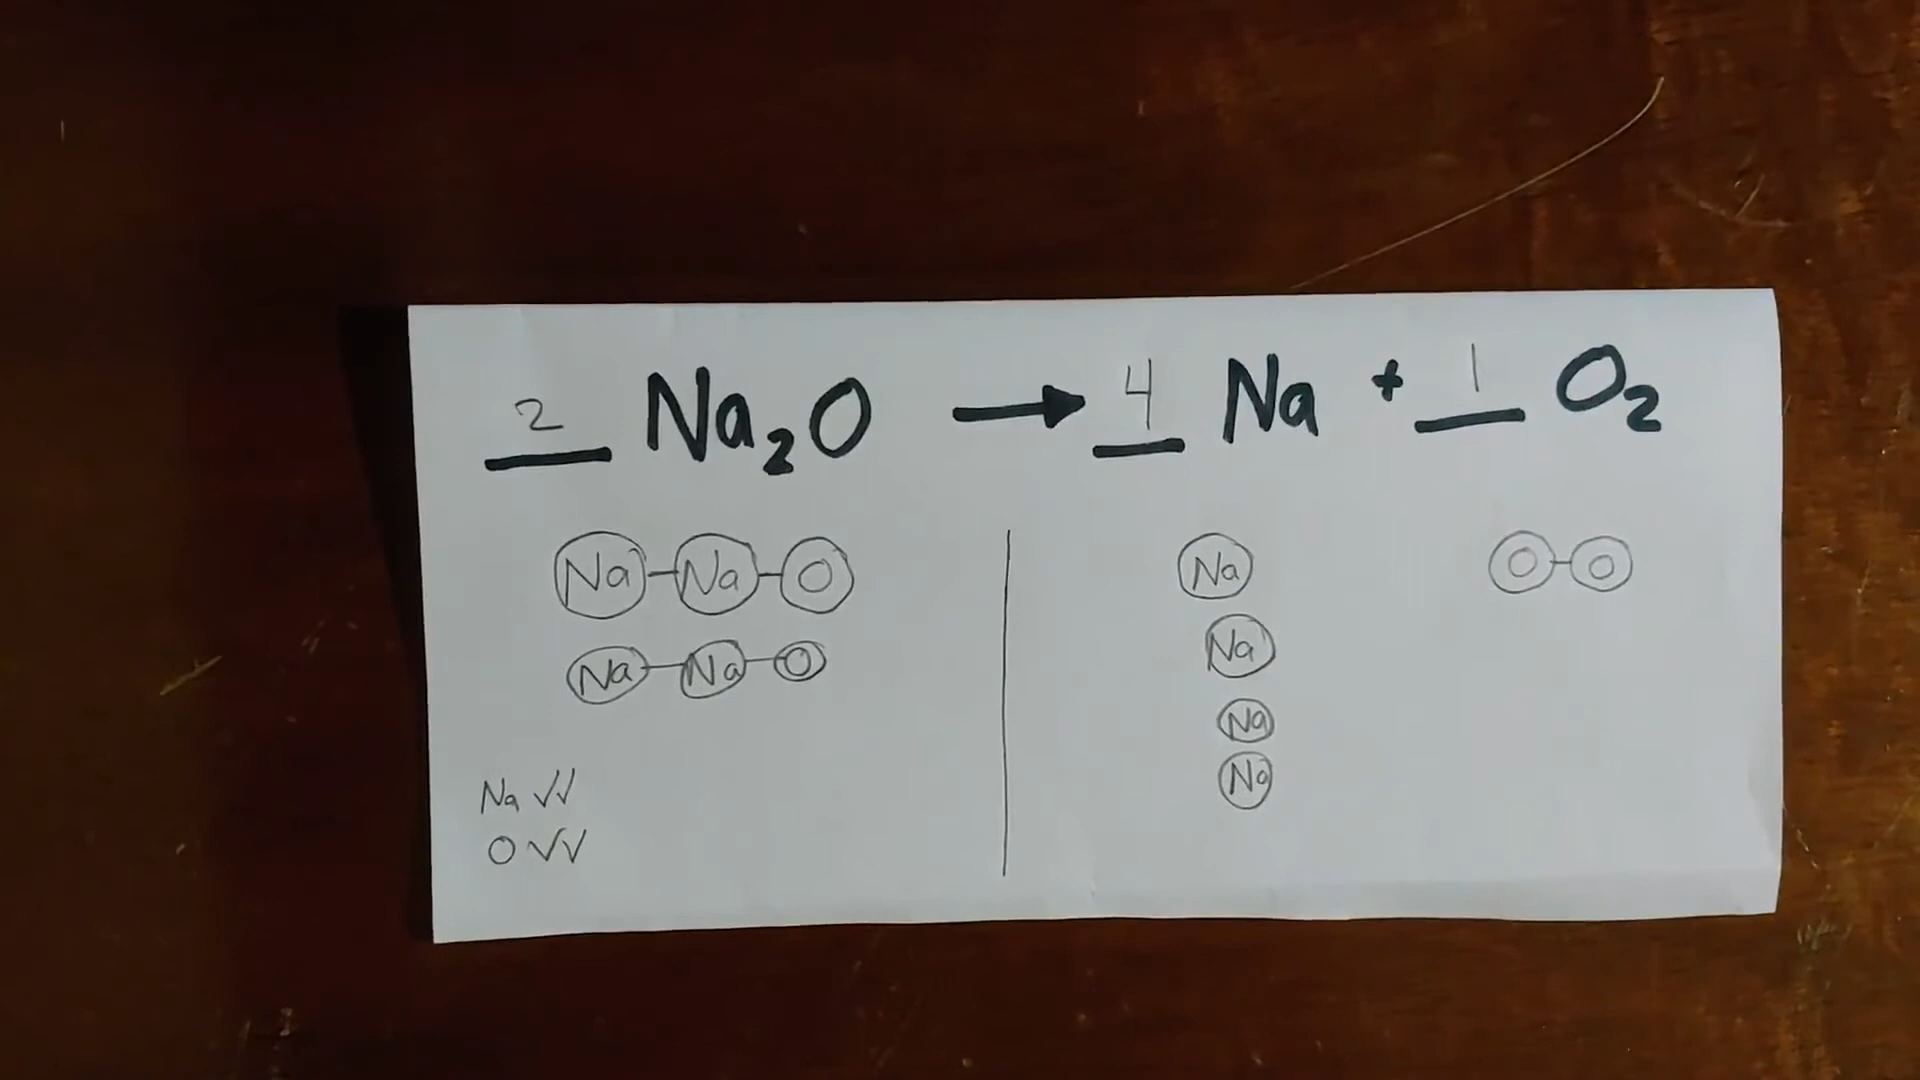 2 Na₂O → 4 Na + 1 O₂
Na-Na-O Na O-O
Na-Na-O Na
Na
Na
Na √√
O √√